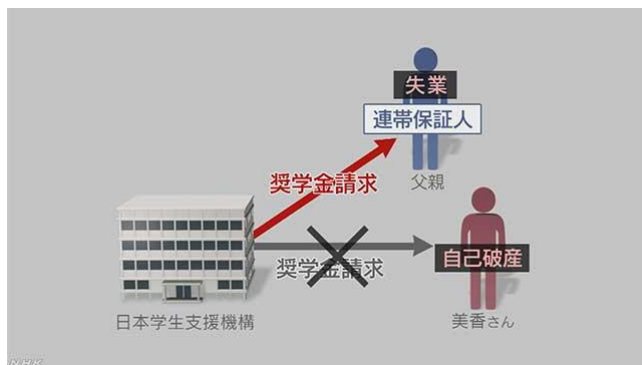 失業
連帯保証人
父親
奨学金請求
奨学金請求
自己破産
日本学生支援機構
美香さん
NHK